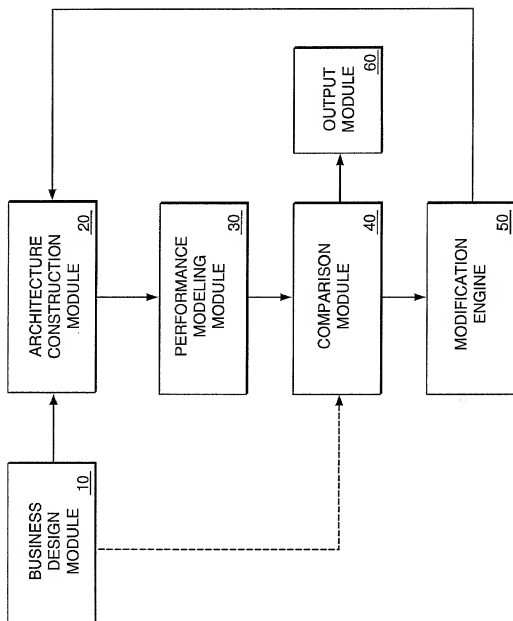 BUSINESS
DESIGN
MODULE
10
ARCHITECTURE
CONSTRUCTION
MODULE
20
PERFORMANCE
MODELING
MODULE
30
COMPARISON
MODULE
40
OUTPUT
MODULE
60
MODIFICATION
ENGINE
50